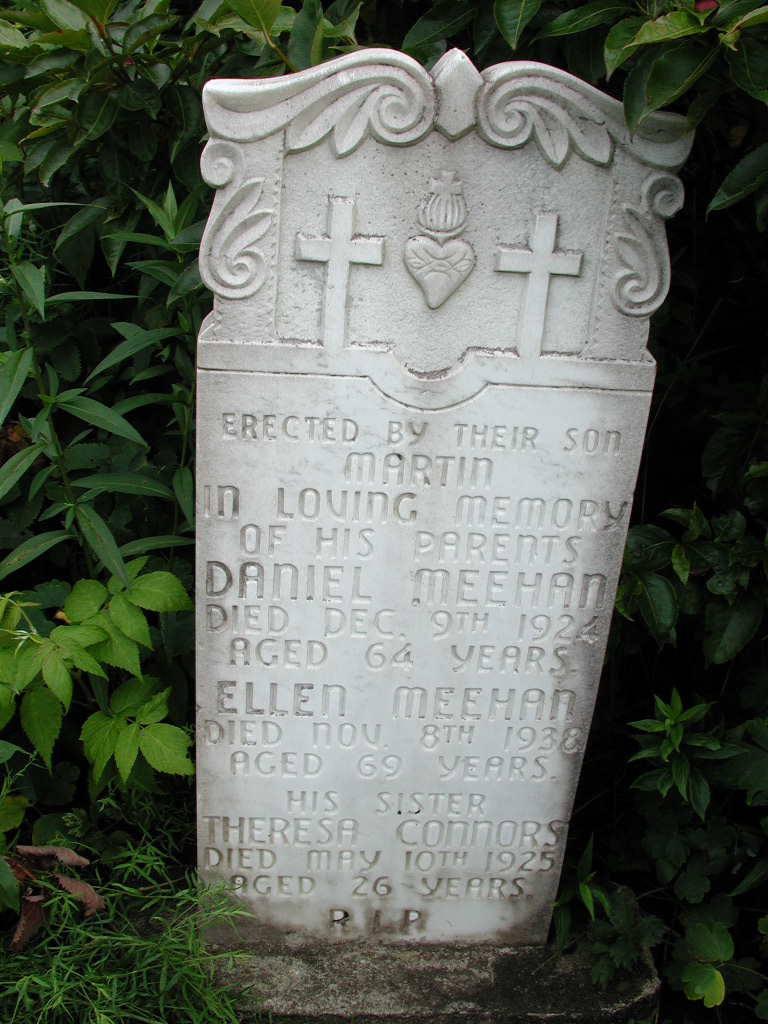 ERECTED BY THEIR SON
MARTIN
IN LOVING MEMORY
OF HIS PARENTS
DANIEL MEEHAN
DIED DEC. 9TH 1924
AGED 64 YEARS.
ELLEN MEEHAN
DIED NOV. 8TH 1938
AGED 69 YEARS.
HIS SISTER
THERESA CONNORS
DIED MAY 10TH 1925
AGED 26 YEARS.
R.I.P.